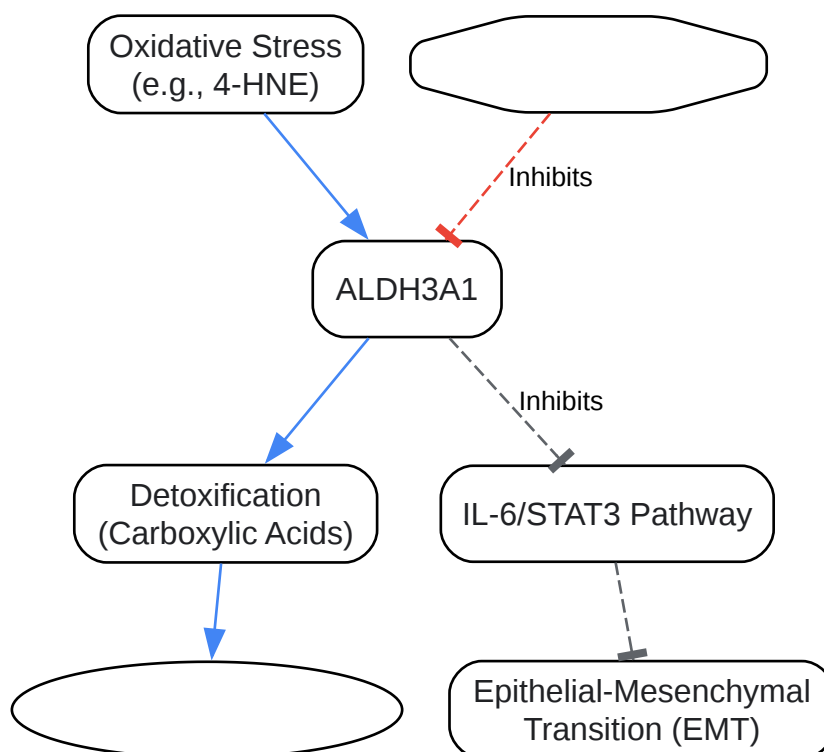 Oxidative Stress
(e.g., 4-HNE)
Inhibits
ALDH3A1
Inhibits
Detoxification
(Carboxylic Acids)
IL-6/STAT3 Pathway
Epithelial-Mesenchymal
Transition (EMT)